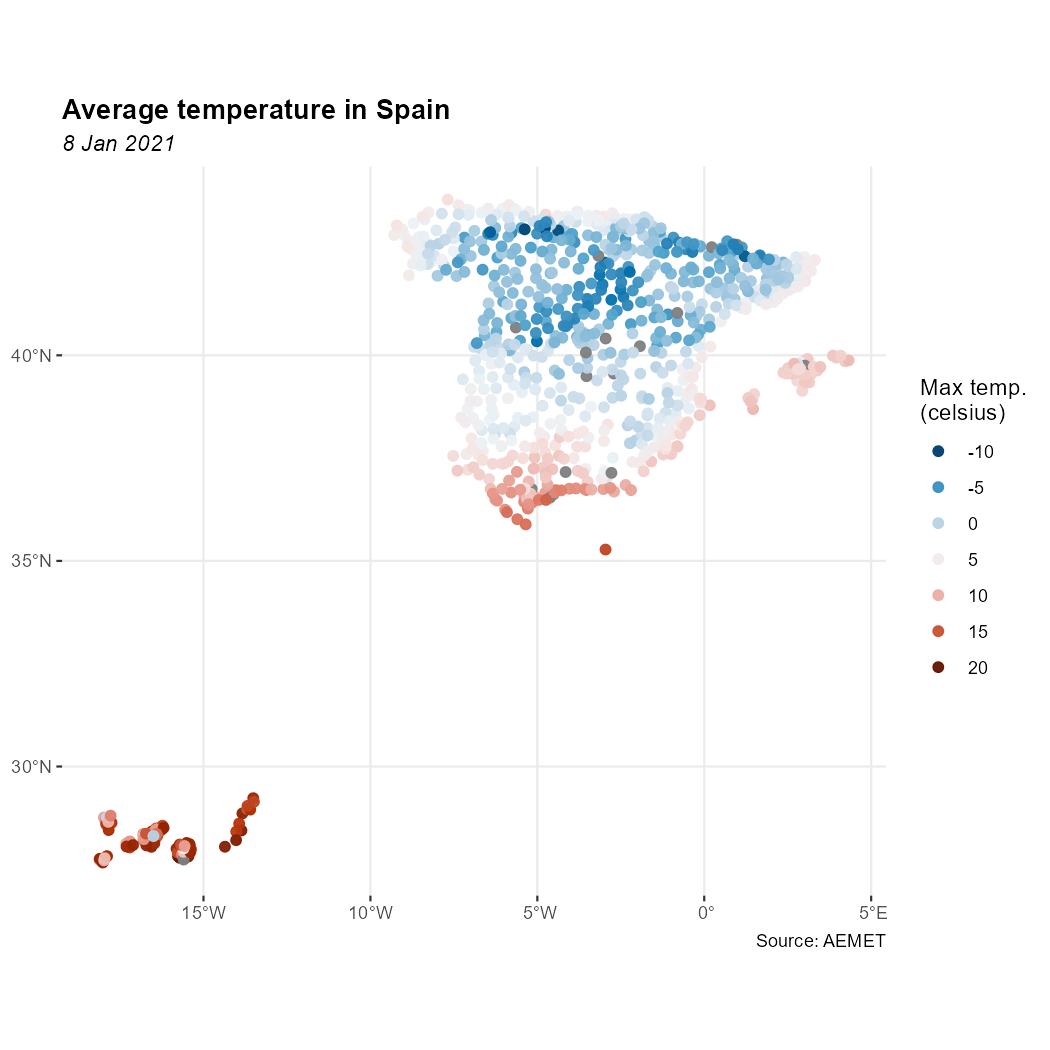 Average temperature in Spain
8 Jan 2021
40°N
35°N
30°N
15°W
10°W
5°W
0°
5°E
Max temp.
(celsius)
-10
-5
0
5
10
15
20
Source: AEMET